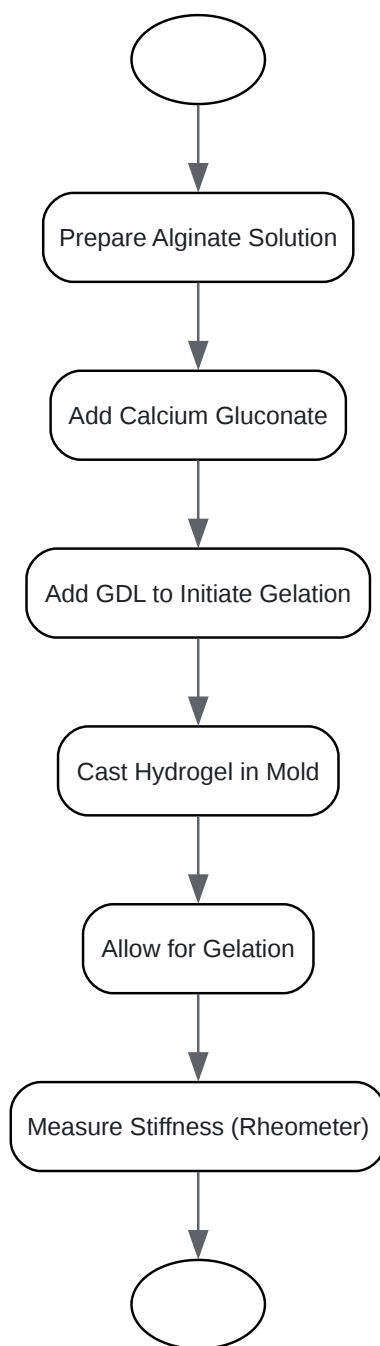 Prepare Alginate Solution
Add Calcium Gluconate
Add GDL to Initiate Gelation
Cast Hydrogel in Mold
Allow for Gelation
Measure Stiffness (Rheometer)